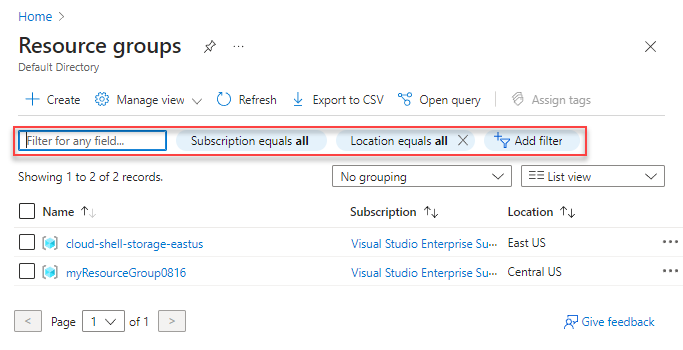 Home >
Resource groups ...
Default Directory
+ Create Manage view Refresh Export to CSV Open query Assign tags
Filter for any field... Subscription equals all Location equals all Add filter
Showing 1 to 2 of 2 records. No grouping List view
Name Subscription Location
cloud-shell-storage-eastus Visual Studio Enterprise Su... East US ...
myResourceGroup0816 Visual Studio Enterprise Su... Central US ...
< Page 1 of 1 > Give feedback